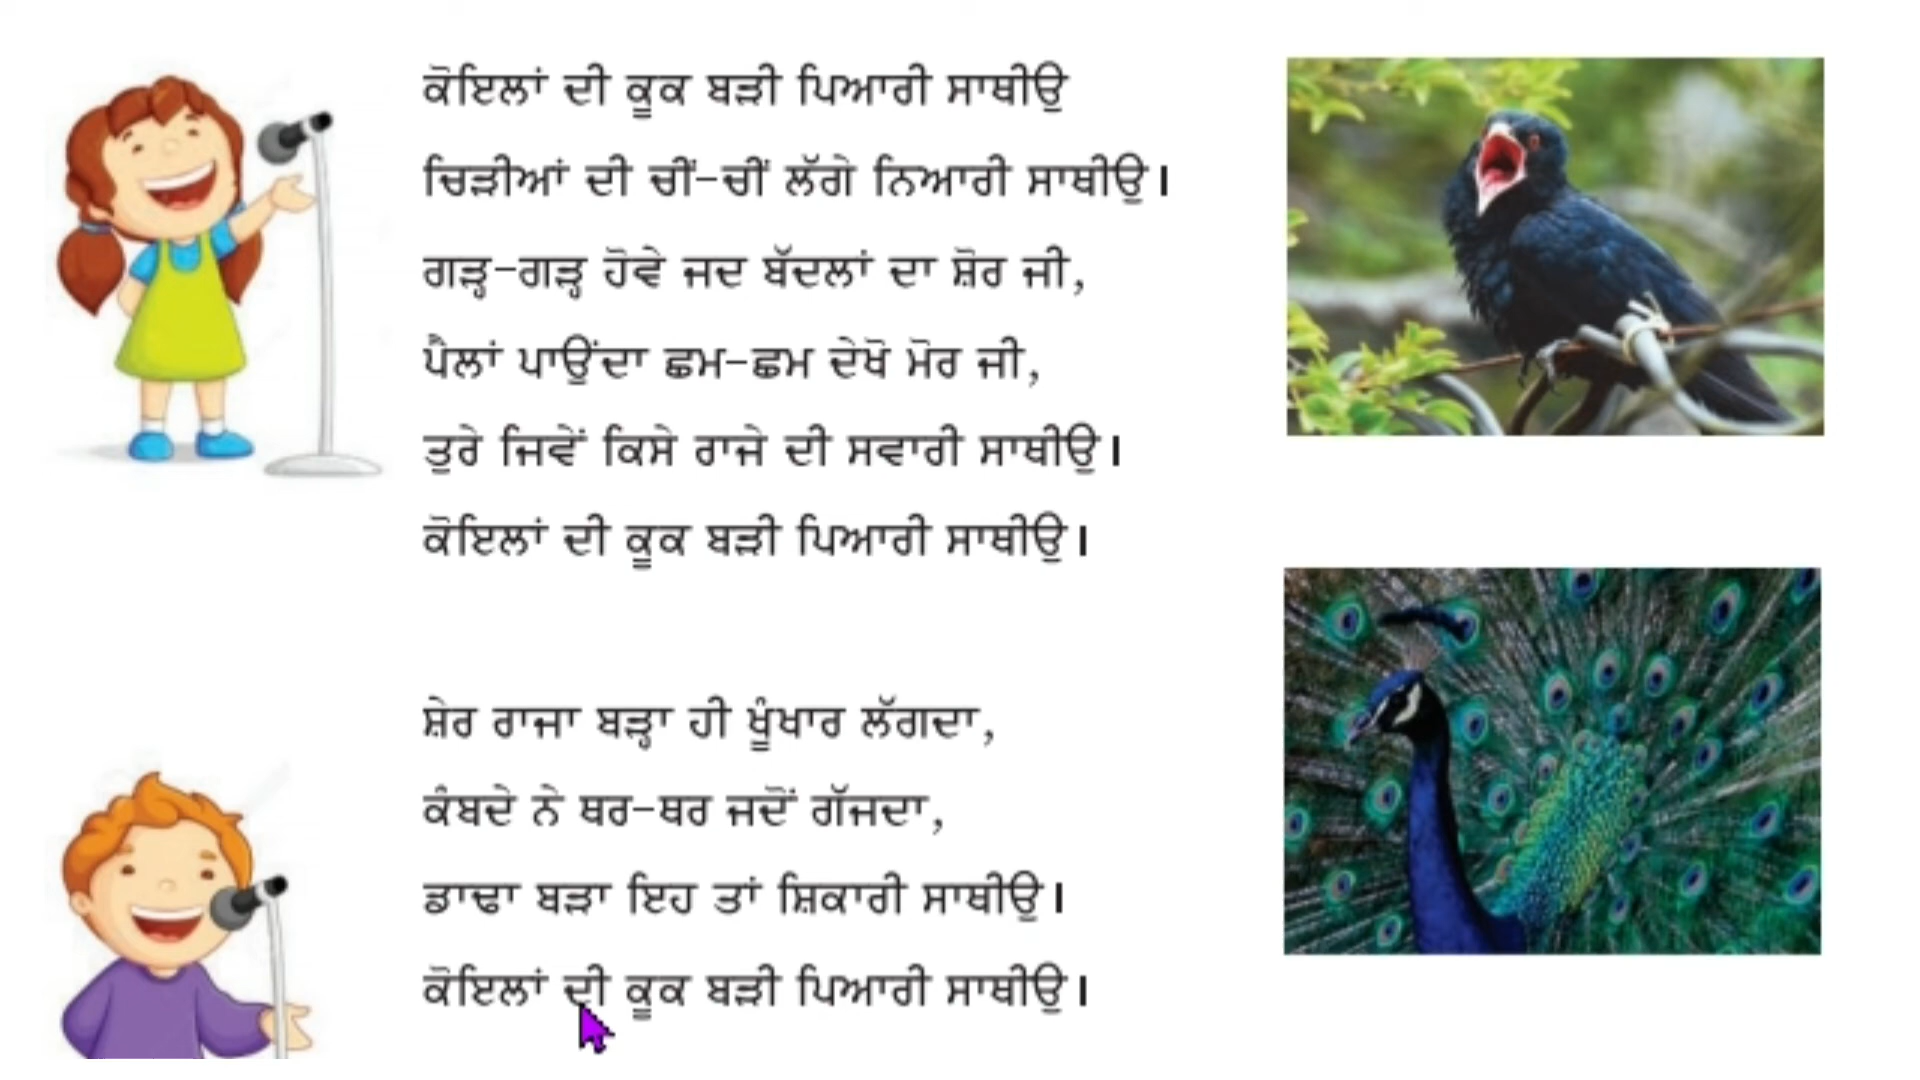 ਕੋਇਲਾਂ ਦੀ ਕੂਕ ਬੜੀ ਪਿਆਰੀ ਸਾਥੀਉ
ਚਿੜੀਆਂ ਦੀ ਚੀਂ-ਚੀਂ ਲੱਗੇ ਨਿਆਰੀ ਸਾਥੀਉ।
ਗੜ੍ਹ-ਗੜ੍ਹ ਹੋਵੇ ਜਦ ਬੱਦਲਾਂ ਦਾ ਸ਼ੋਰ ਜੀ,
ਪੈਲਾਂ ਪਾਉਂਦਾ ਛਮ-ਛਮ ਦੇਖੋ ਮੋਰ ਜੀ,
ਤੁਰੇ ਜਿਵੇਂ ਕਿਸੇ ਰਾਜੇ ਦੀ ਸਵਾਰੀ ਸਾਥੀਉ।
ਕੋਇਲਾਂ ਦੀ ਕੂਕ ਬੜੀ ਪਿਆਰੀ ਸਾਥੀਉ।
ਸ਼ੇਰ ਰਾਜਾ ਬੜ੍ਹਾ ਹੀ ਖੂੰਖਾਰ ਲੱਗਦਾ,
ਕੰਬਦੇ ਨੇ ਥਰ-ਥਰ ਜਦੋਂ ਗੱਜਦਾ,
ਡਾਢਾ ਬੜਾ ਇਹ ਤਾਂ ਸ਼ਿਕਾਰੀ ਸਾਥੀਉ।
ਕੋਇਲਾਂ ਦੀ ਕੂਕ ਬੜੀ ਪਿਆਰੀ ਸਾਥੀਉ।